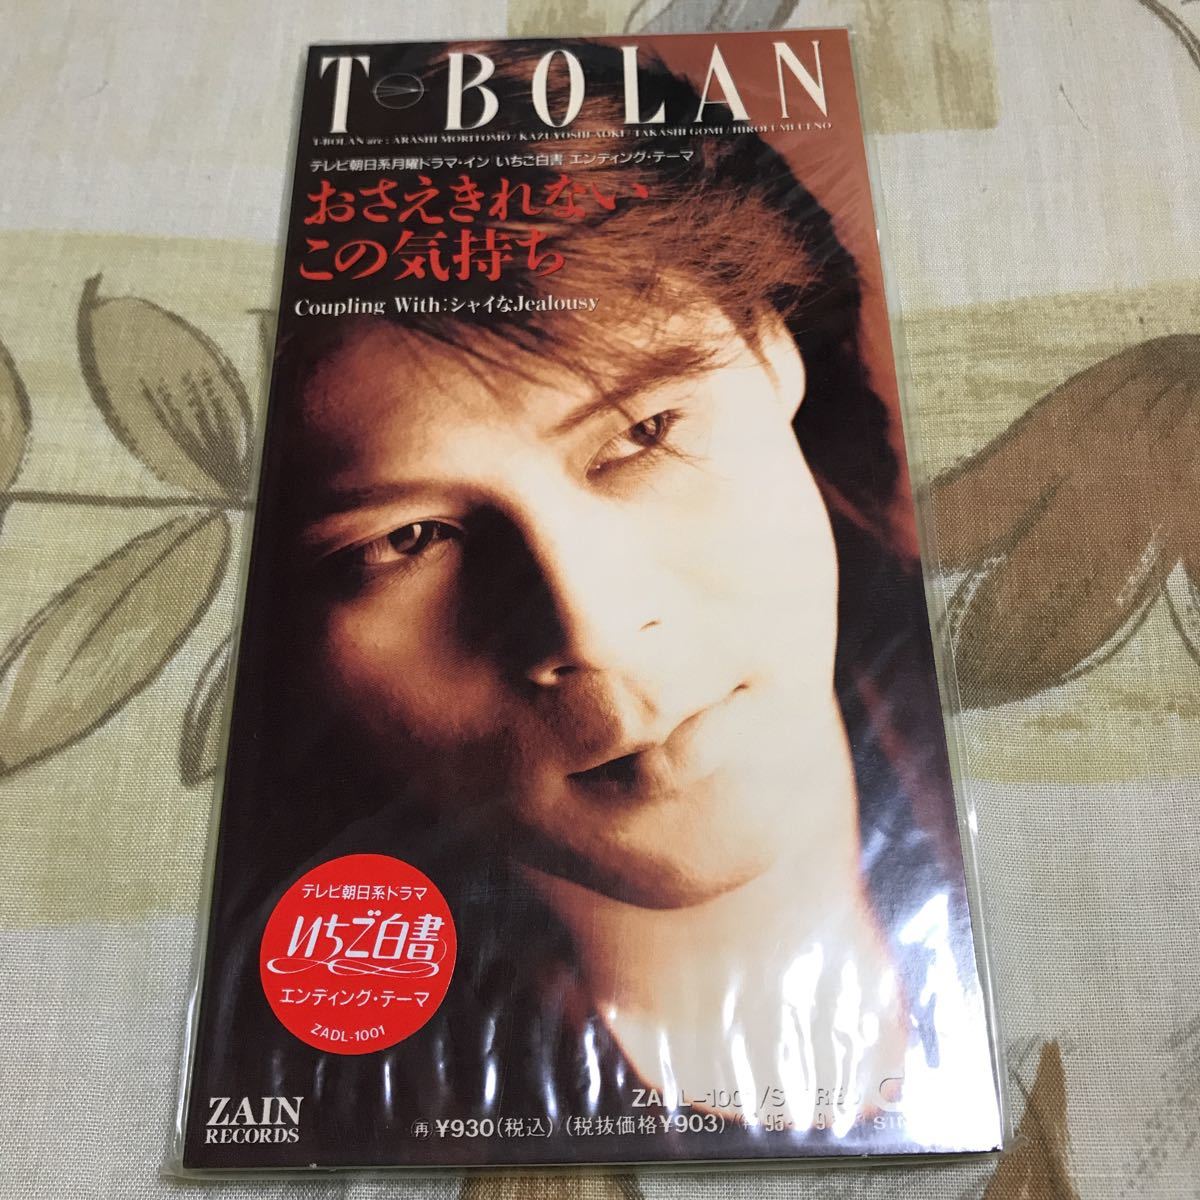 T-BOLAN
T-BOLAN are : ARASHI MORITOMO / KAZUYOSHI AOKI / TAKASHI GOMI / HIROFUMI UENO
テレビ朝日系月曜ドラマ・イン いちご白書 エンディング・テーマ
おさえきれない
この気持ち
Coupling With:シャイなJealousy
テレビ朝日系ドラマ
いちご白書
エンディング・テーマ
ZADL-1001
ZAIN
RECORDS
ZADL-1001/STEREO
再 ¥930(税込) (税抜価格¥903)